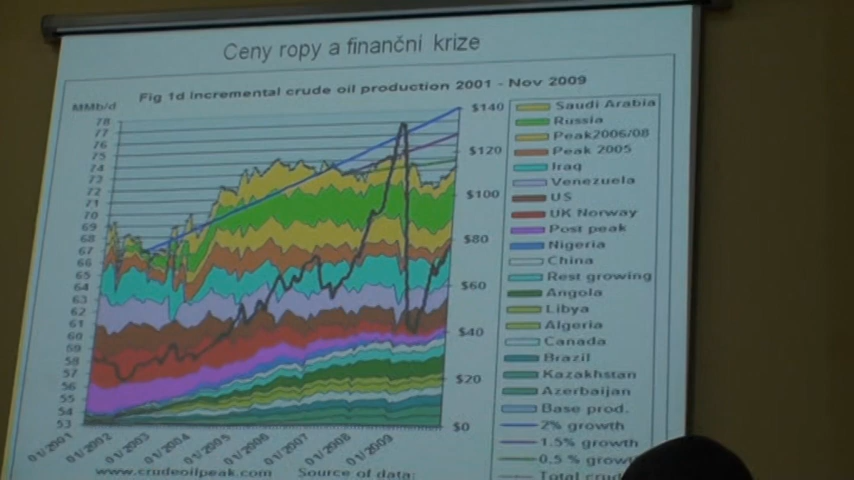 Ceny ropy a finanční krize
Fig 1d incremental crude oil production 2001 - Nov 2009
MMb/d
78
77
76
75
74
73
72
71
70
69
68
67
66
65
64
63
62
61
60
59
58
57
56
55
54
53
$140
$120
$100
$80
$60
$40
$20
$0
01/2001
01/2002
01/2003
01/2004
01/2005
01/2006
01/2007
01/2008
01/2009
Saudi Arabia
Russia
Peak2006/08
Peak 2005
Iraq
Venezuela
US
UK Norway
Post peak
Nigeria
China
Rest growing
Angola
Libya
Algeria
Canada
Brazil
Kazakhstan
Azerbaijan
Base prod.
2% growth
1.5% growth
0.5 % growt
Total crud
www.crudeoilpeak.com Source of data: